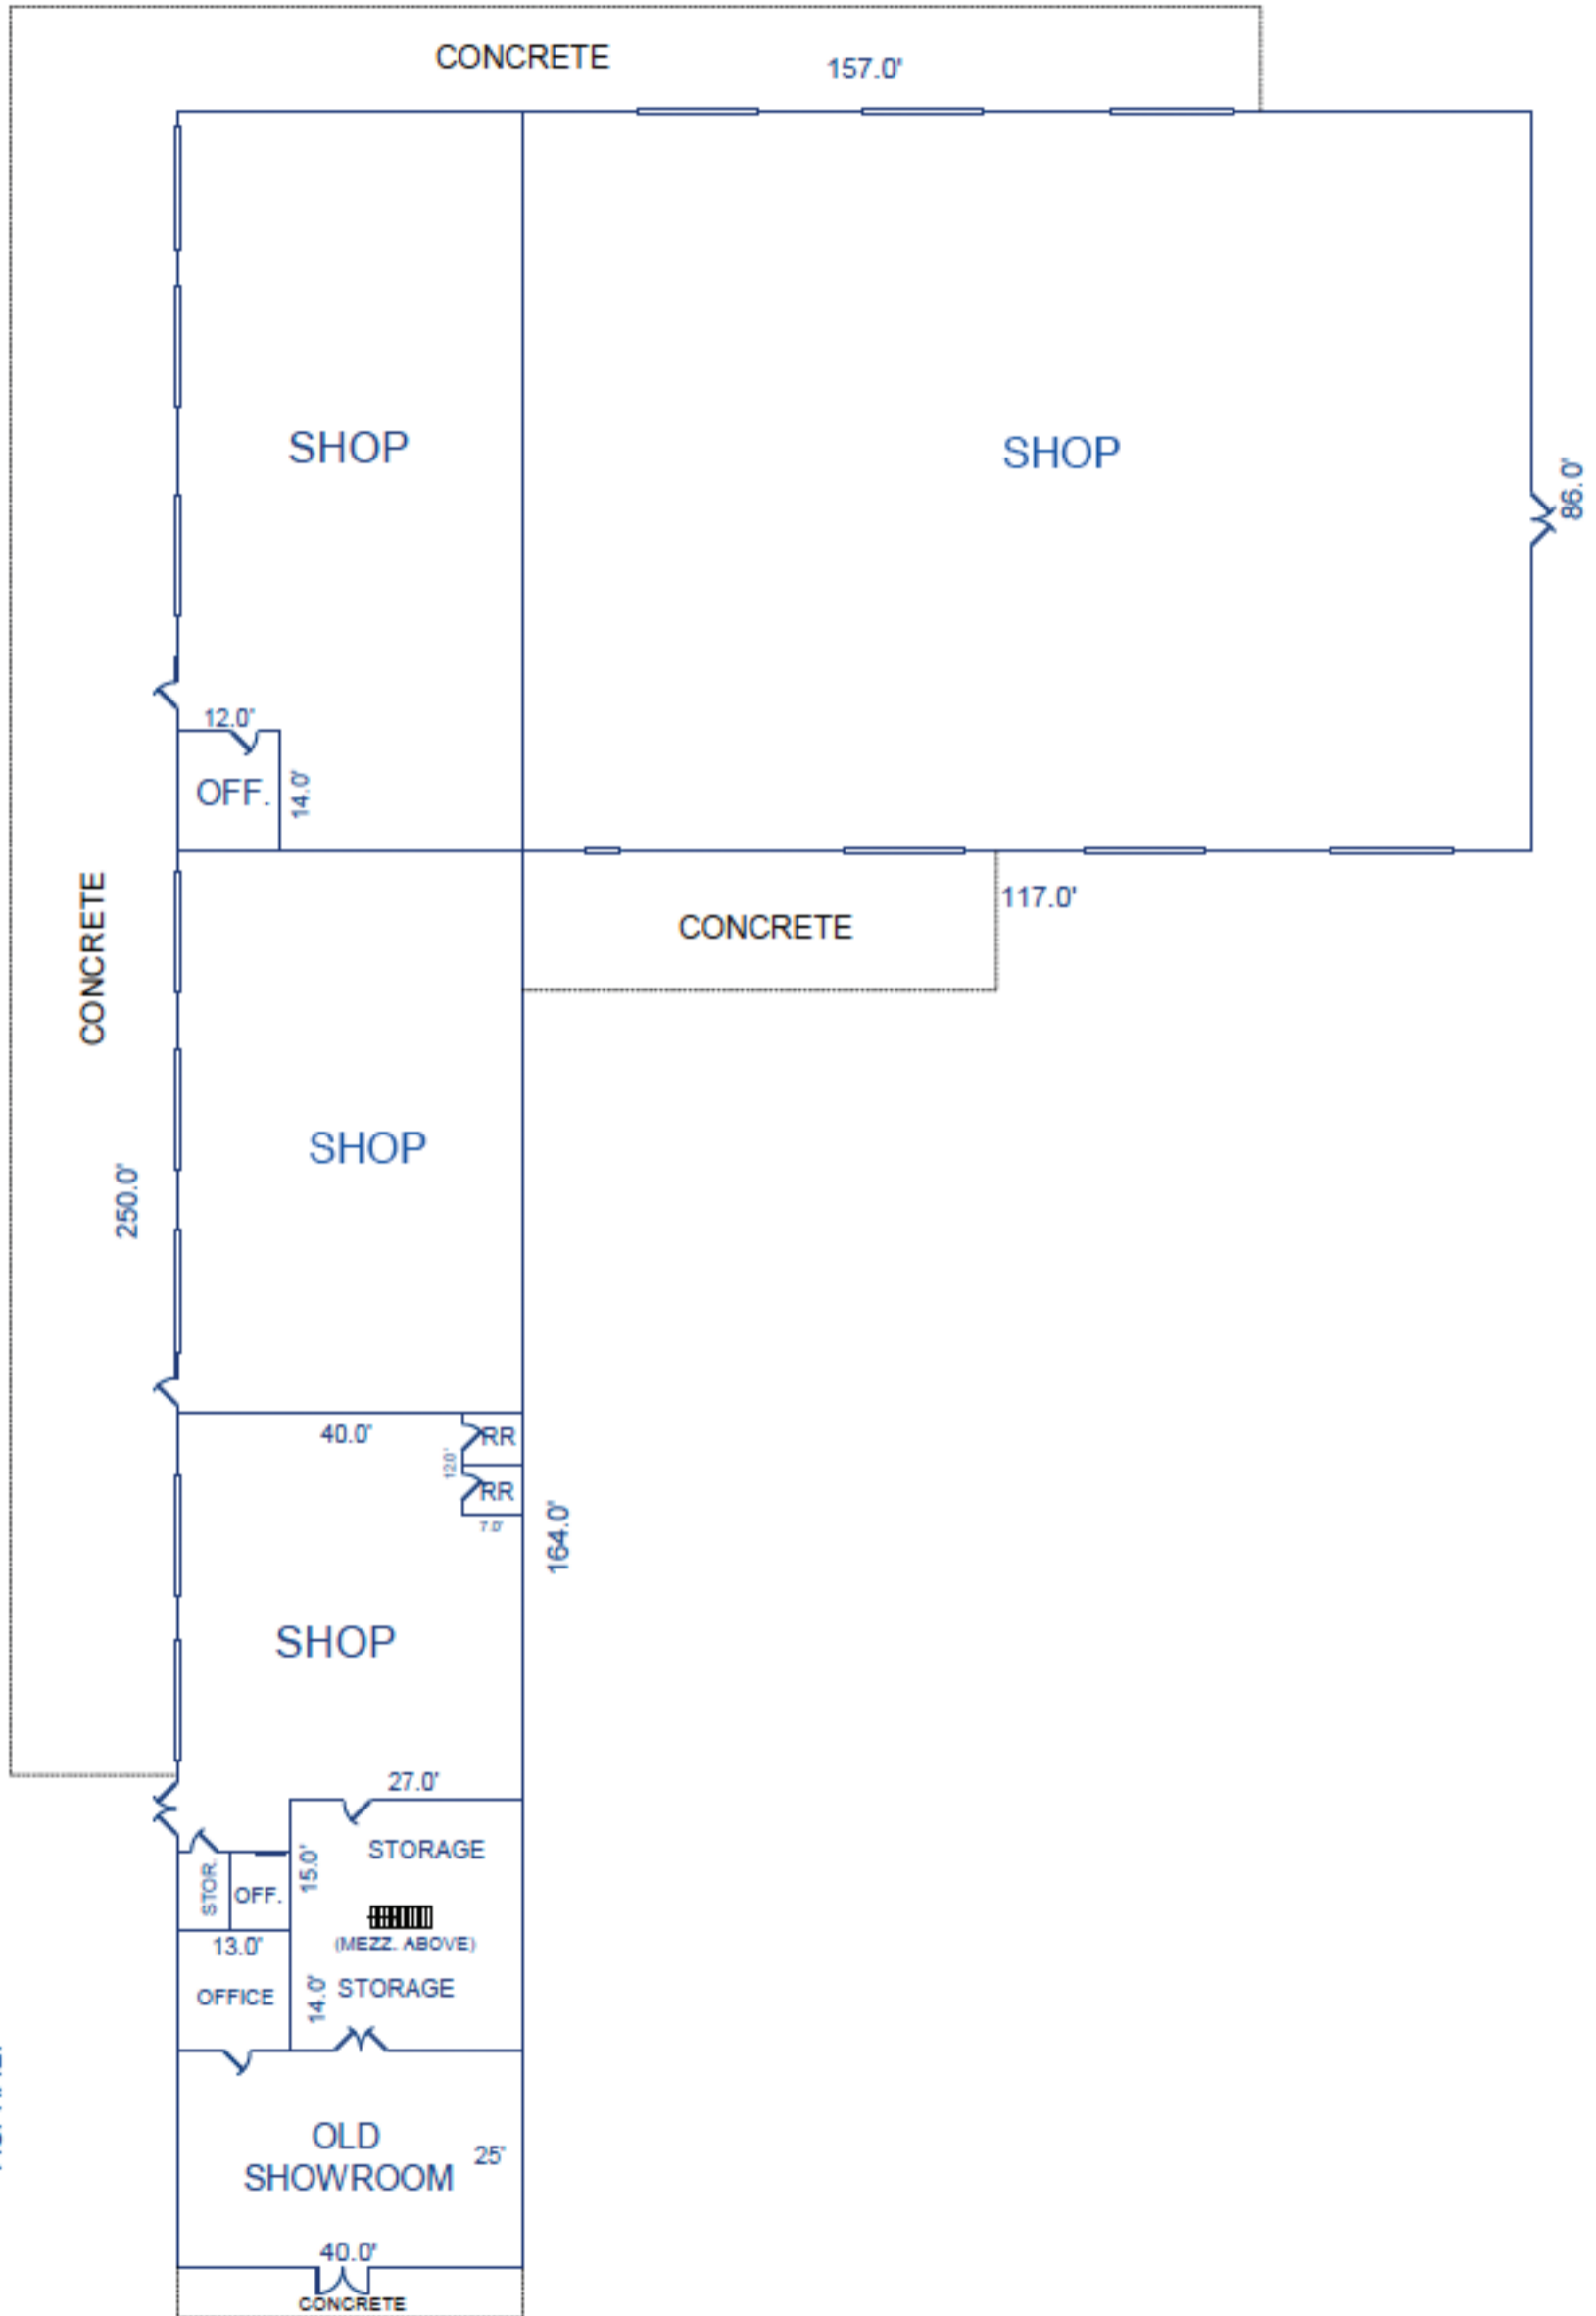 CONCRETE
157.0'
SHOP
SHOP
86.0'
12.0'
OFF.
14.0'
CONCRETE
117.0'
CONCRETE
SHOP
250.0'
40.0'
RR
12.0'
RR
7.0'
164.0'
SHOP
27.0'
STORAGE
15.0'
STOR.
OFF.
13.0'
(MEZZ. ABOVE)
STORAGE
OFFICE
14.0'
OLD
SHOWROOM
25'
40.0'
CONCRETE